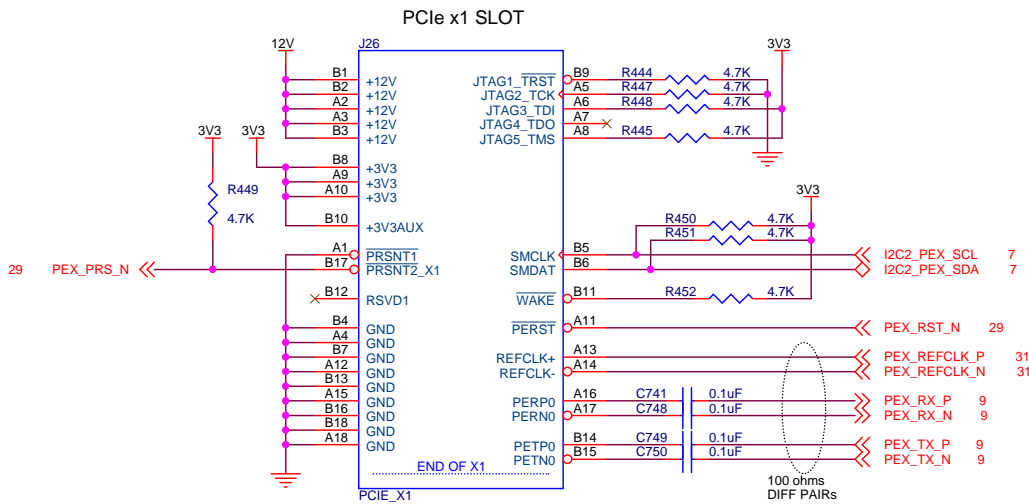 PCIe x1 SLOT
J26
12V
B1 +12V
B2 +12V
A2 +12V
A3 +12V
B3 +12V
3V3 3V3
B8 +3V3
A9 +3V3
A10 +3V3
R449
4.7K
B10 +3V3AUX
A1 PRSNT1
29 PEX_PRS_N B17 PRSNT2_X1
B12 RSVD1
B4 GND
A4 GND
B7 GND
A12 GND
B13 GND
A15 GND
B16 GND
B18 GND
A18 GND
3V3
JTAG1_TRST B9 R444 4.7K
JTAG2_TCK A5 R447 4.7K
JTAG3_TDI A6 R448 4.7K
JTAG4_TDO A7
JTAG5_TMS A8 R445 4.7K
3V3
R450 4.7K
R451 4.7K
SMCLK B5 I2C2_PEX_SCL 7
SMDAT B6 I2C2_PEX_SDA 7
WAKE B11 R452 4.7K
PERST A11 PEX_RST_N 29
REFCLK+ A13 PEX_REFCLK_P 31
REFCLK- A14 PEX_REFCLK_N 31
PERP0 A16 C741 0.1uF PEX_RX_P 9
PERN0 A17 C748 0.1uF PEX_RX_N 9
PETP0 B14 C749 0.1uF PEX_TX_P 9
PETN0 B15 C750 0.1uF PEX_TX_N 9
END OF X1
PCIE_X1
100 ohms
DIFF PAIRs